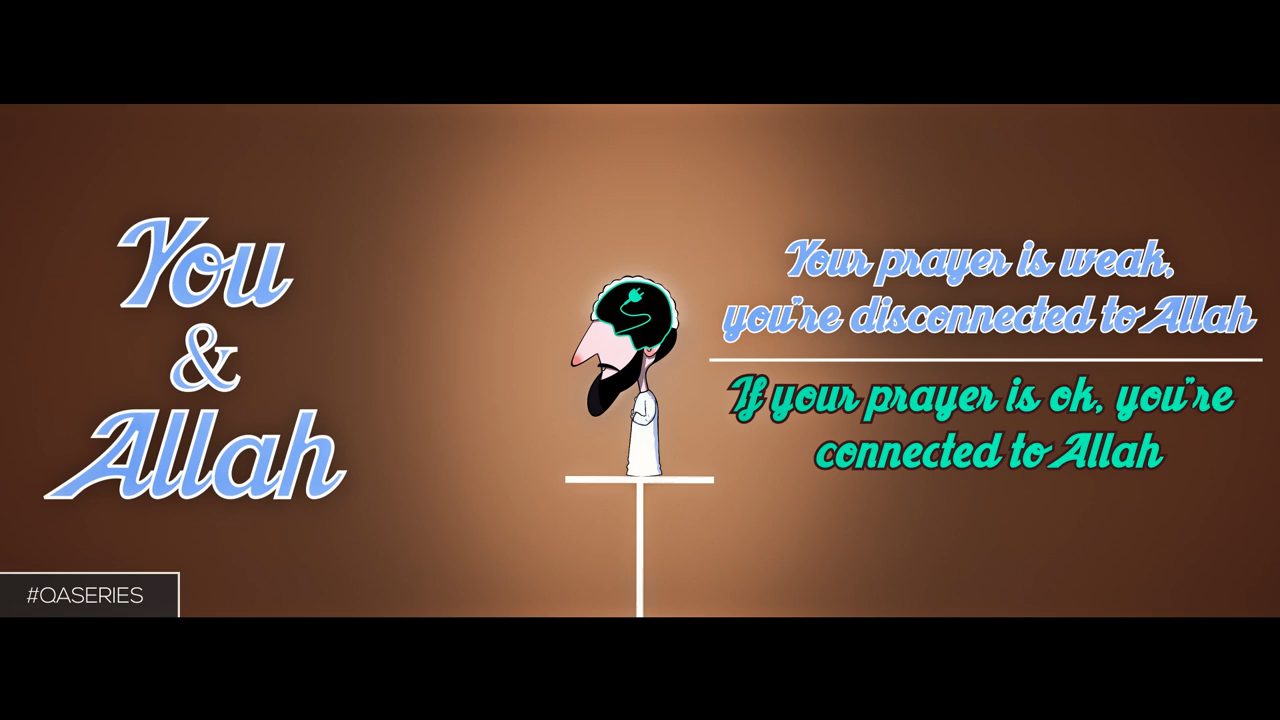 You
&
Allah
Your prayer is weak,
you're disconnected to Allah
If your prayer is ok, you're
connected to Allah
#QASERIES